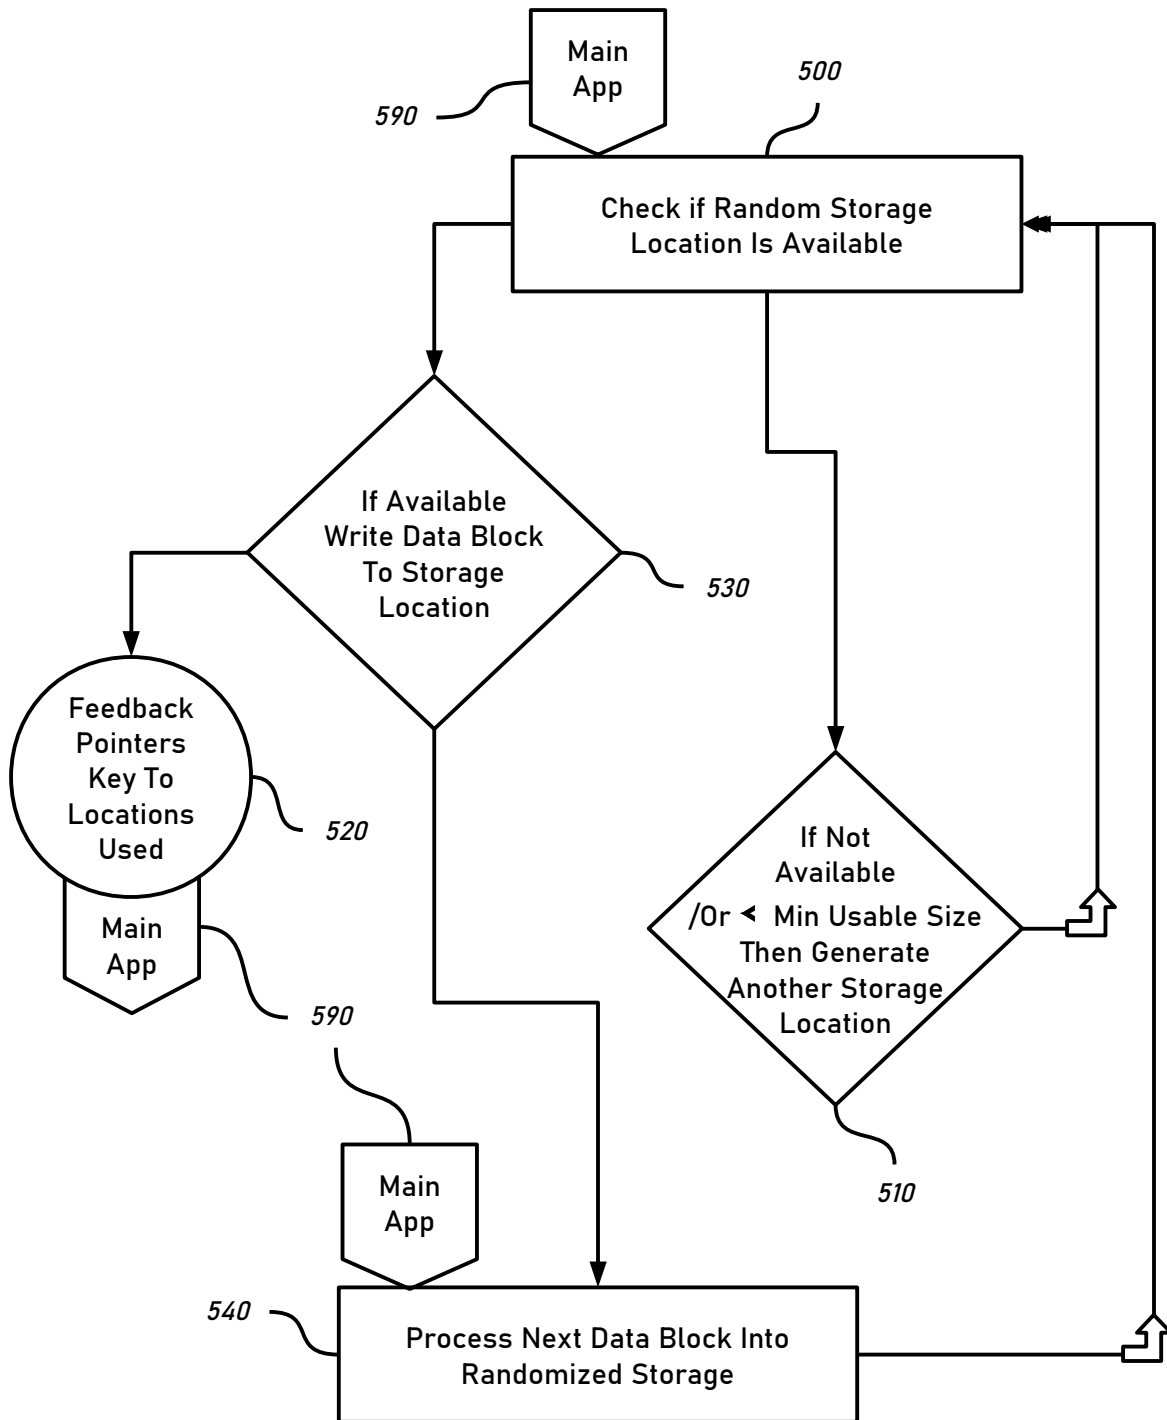 Main
App
590
500
Check if Random Storage
Location Is Available
If Available
Write Data Block
To Storage
Location
530
Feedback
Pointers
Key To
Locations
Used
520
Main
App
590
If Not
Available
/Or < Min Usable Size
Then Generate
Another Storage
Location
510
Main
App
540
Process Next Data Block Into
Randomized Storage